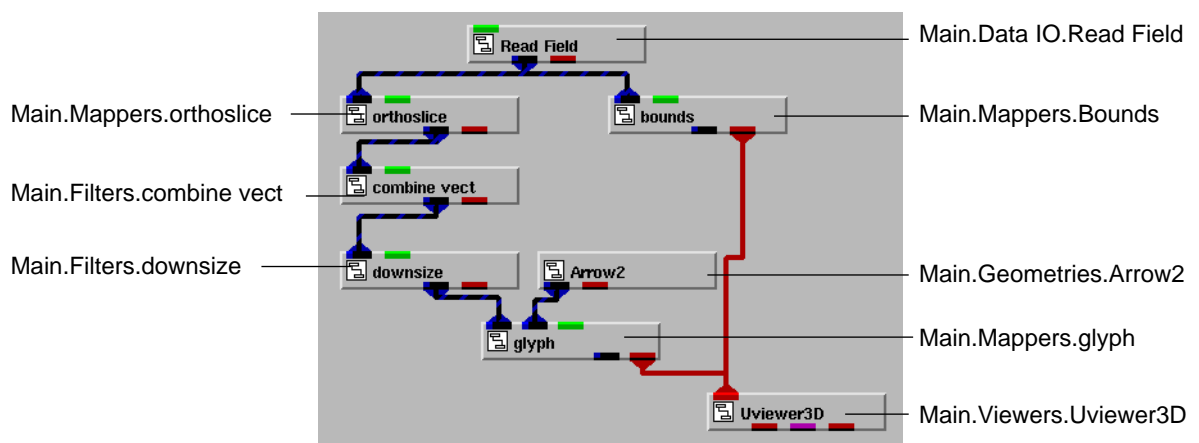 Main.Data IO.Read Field
Read Field
Main.Mappers.orthoslice
orthoslice
bounds
Main.Mappers.Bounds
Main.Filters.combine vect
combine vect
Main.Filters.downsize
downsize
Arrow2
Main.Geometries.Arrow2
glyph
Main.Mappers.glyph
Uviewer3D
Main.Viewers.Uviewer3D